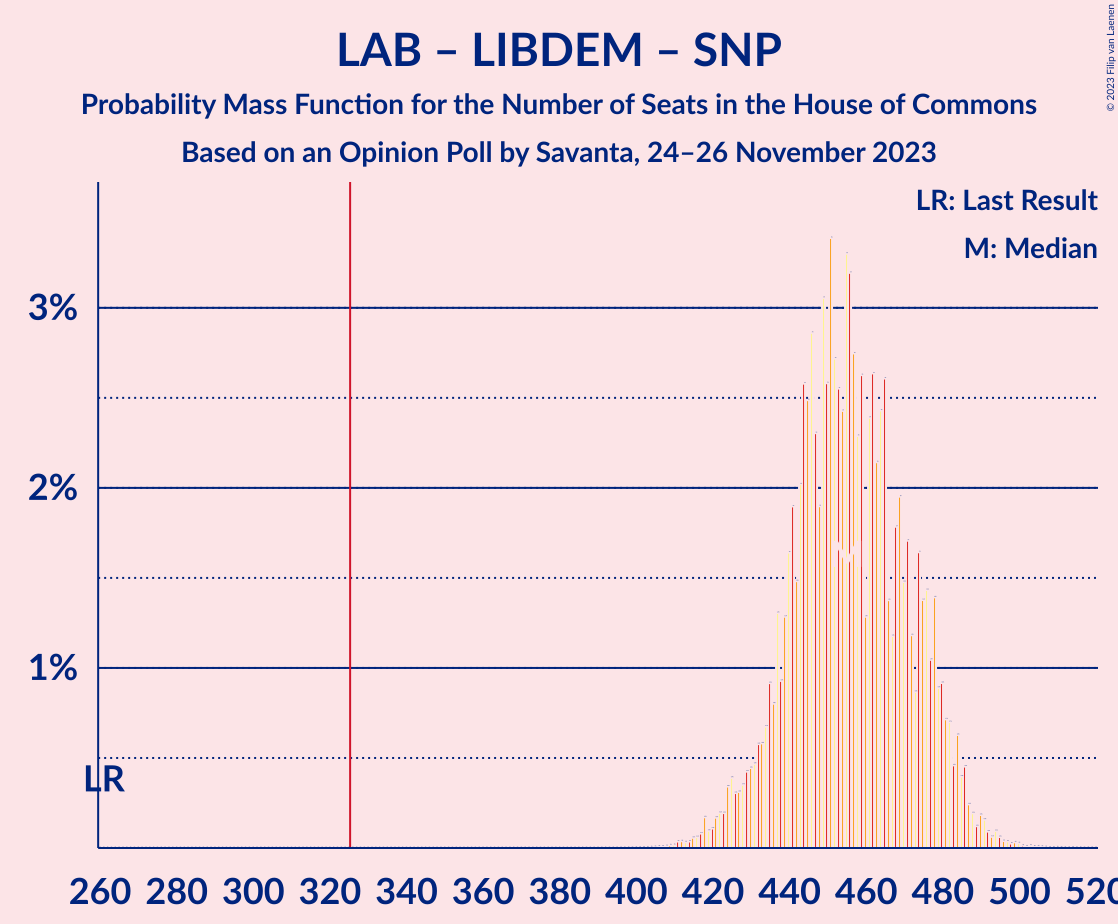 LAB – LIBDEM – SNP
Probability Mass Function for the Number of Seats in the House of Commons
Based on an Opinion Poll by Savanta, 24–26 November 2023
© 2023 Filip van Laenen
LR: Last Result
M: Median
3%
2%
1%
M
LR
260 280 300 320 340 360 380 400 420 440 460 480 500 520